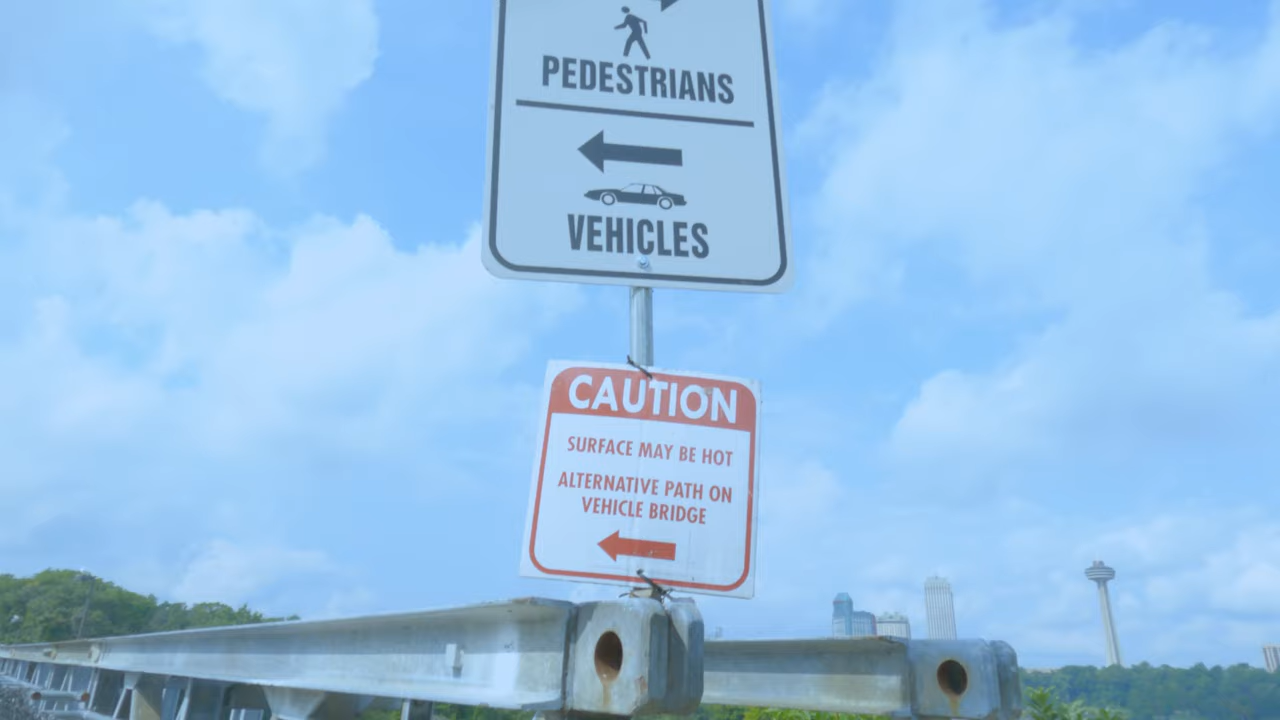 PEDESTRIANS
VEHICLES
CAUTION
SURFACE MAY BE HOT
ALTERNATIVE PATH ON
VEHICLE BRIDGE